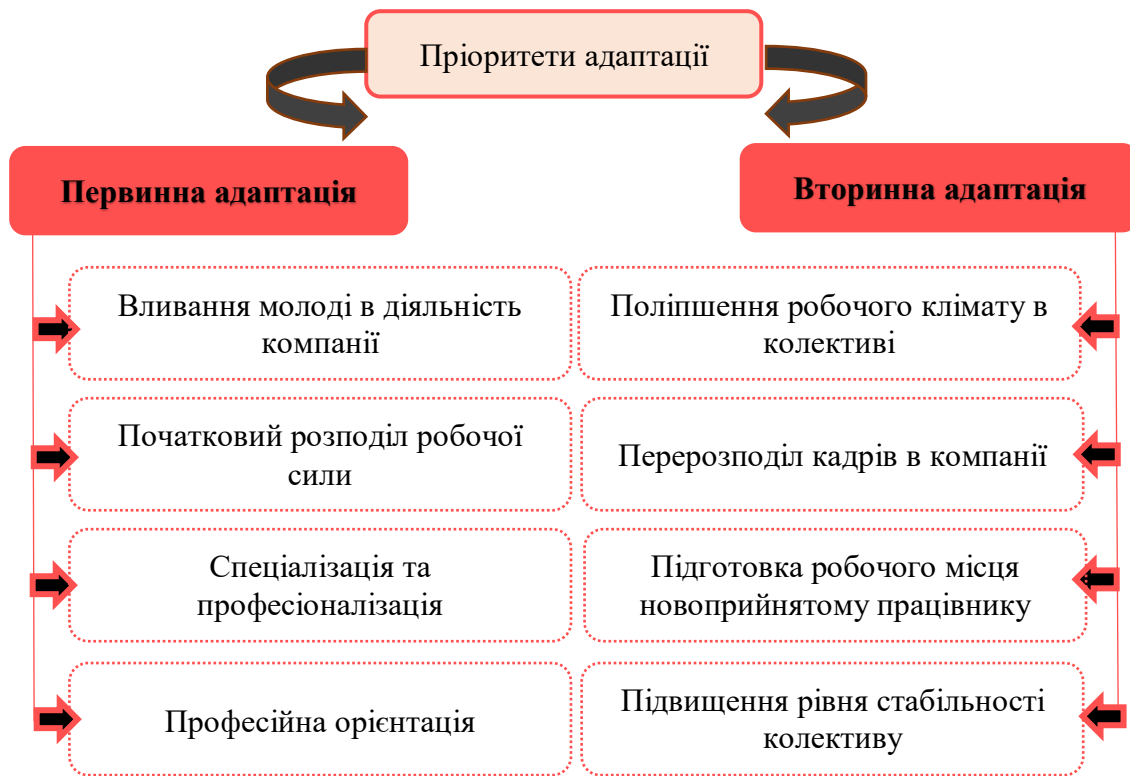 Пріоритети адаптації
Первинна адаптація
Вливання молоді в діяльність
компанії
Початковий розподіл робочої
сили
Спеціалізація та
професіоналізація
Професійна орієнтація
Вторинна адаптація
Поліпшення робочого клімату в
колективі
Перерозподіл кадрів в компанії
Підготовка робочого місця
новоприйнятому працівнику
Підвищення рівня стабільності
колективу